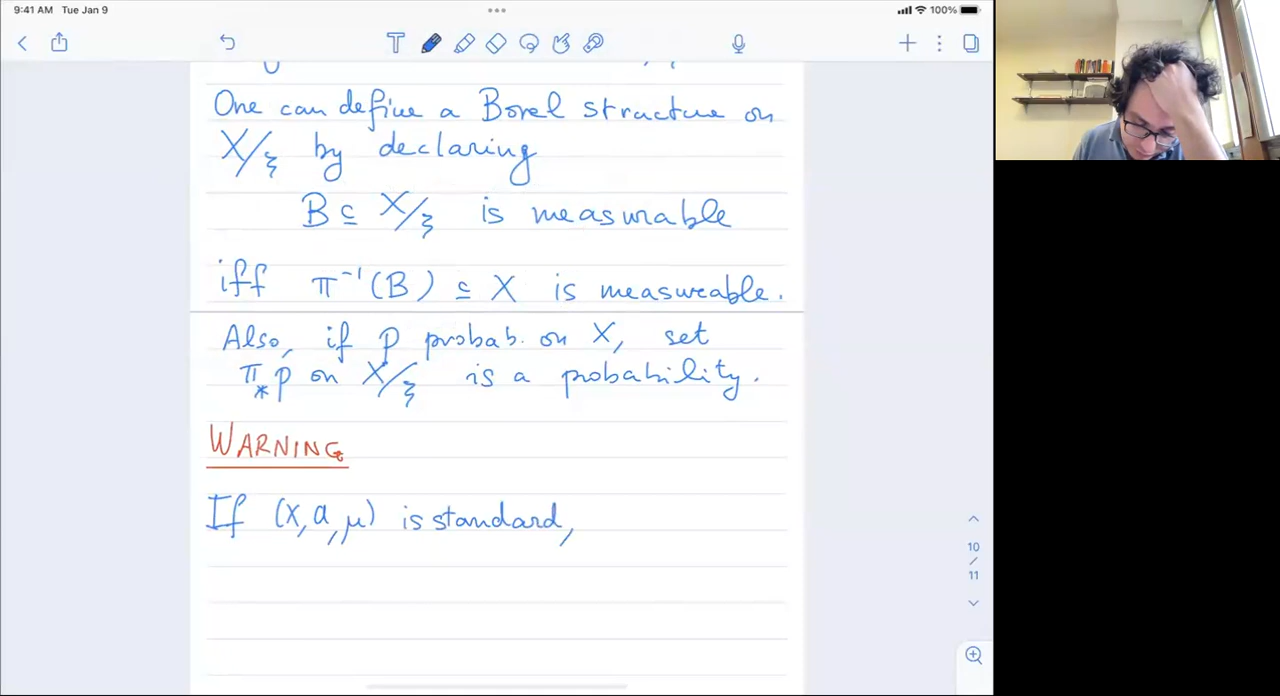 9:41 AM Tue Jan 9
100%
One can define a Borel structure on
X/ξ by declaring
B ⊆ X/ξ is measurable
iff π⁻¹(B) ⊆ X is measureable.
Also, if p probab. on X, set
π_* p on X/ξ is a probability.
WARNING
If (X, a, μ) is standard,
10
/
11